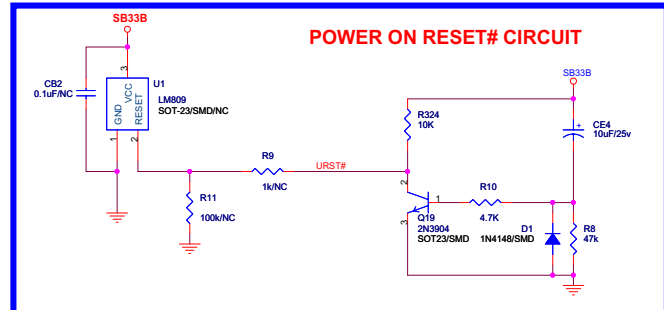 SB33B
POWER ON RESET# CIRCUIT
SB33B
3
CB2
0.1uF/NC
U1
LM809
SOT-23/SMD/NC
GND
VCC
RESET
1
2
R324
10K
+
CE4
10uF/25v
R9
1k/NC
URST#
R11
100k/NC
2
1
3
Q19
2N3904
SOT23/SMD
R10
4.7K
D1
1N4148/SMD
R8
47k